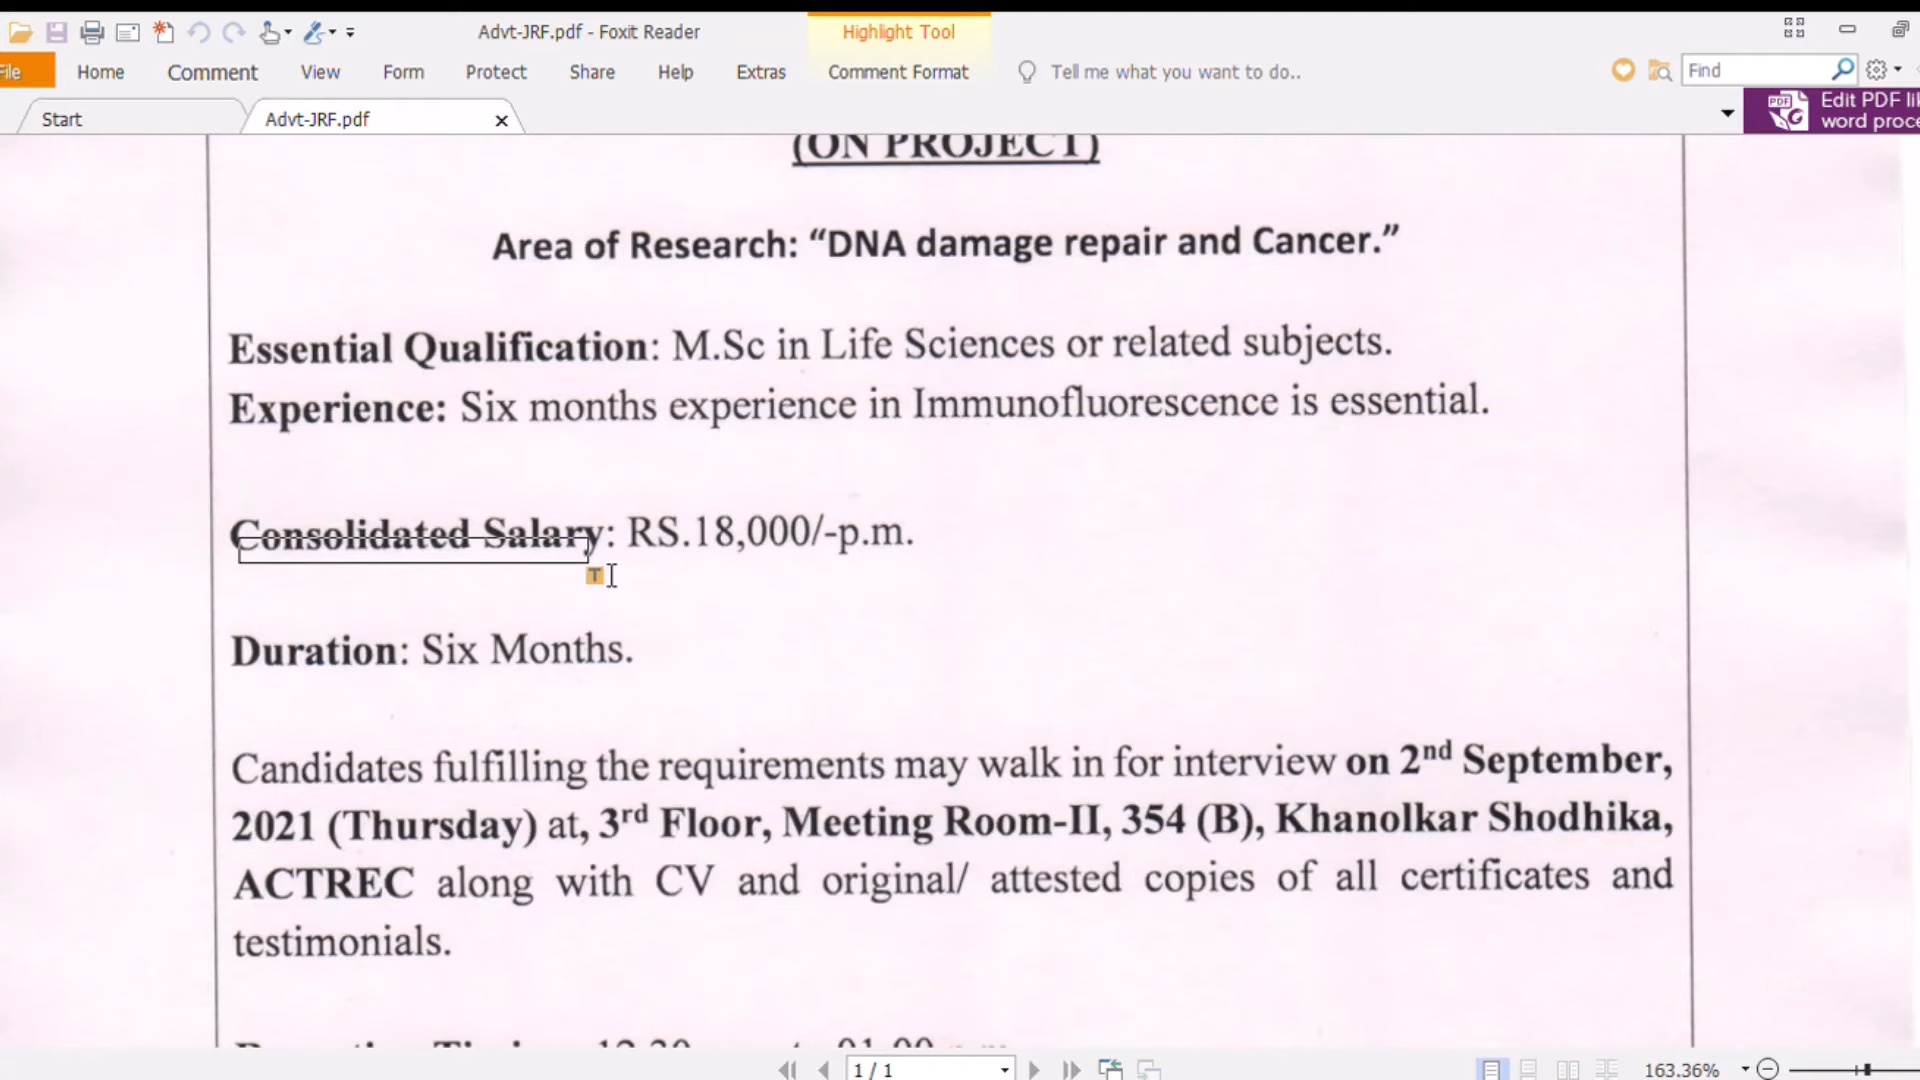 Advt-JRF.pdf - Foxit Reader
Highlight Tool
File Home Comment View Form Protect Share Help Extras Comment Format Tell me what you want to do.. Find
Start Advt-JRF.pdf
Edit PDF
word
(ON PROJECT)
Area of Research: “DNA damage repair and Cancer.”
Essential Qualification: M.Sc in Life Sciences or related subjects.
Experience: Six months experience in Immunofluorescence is essential.
Consolidated Salary: RS.18,000/-p.m.
Duration: Six Months.
Candidates fulfilling the requirements may walk in for interview on 2nd September,
2021 (Thursday) at, 3rd Floor, Meeting Room-II, 354 (B), Khanolkar Shodhika,
ACTREC along with CV and original/ attested copies of all certificates and
testimonials.
1 / 1 163.36%